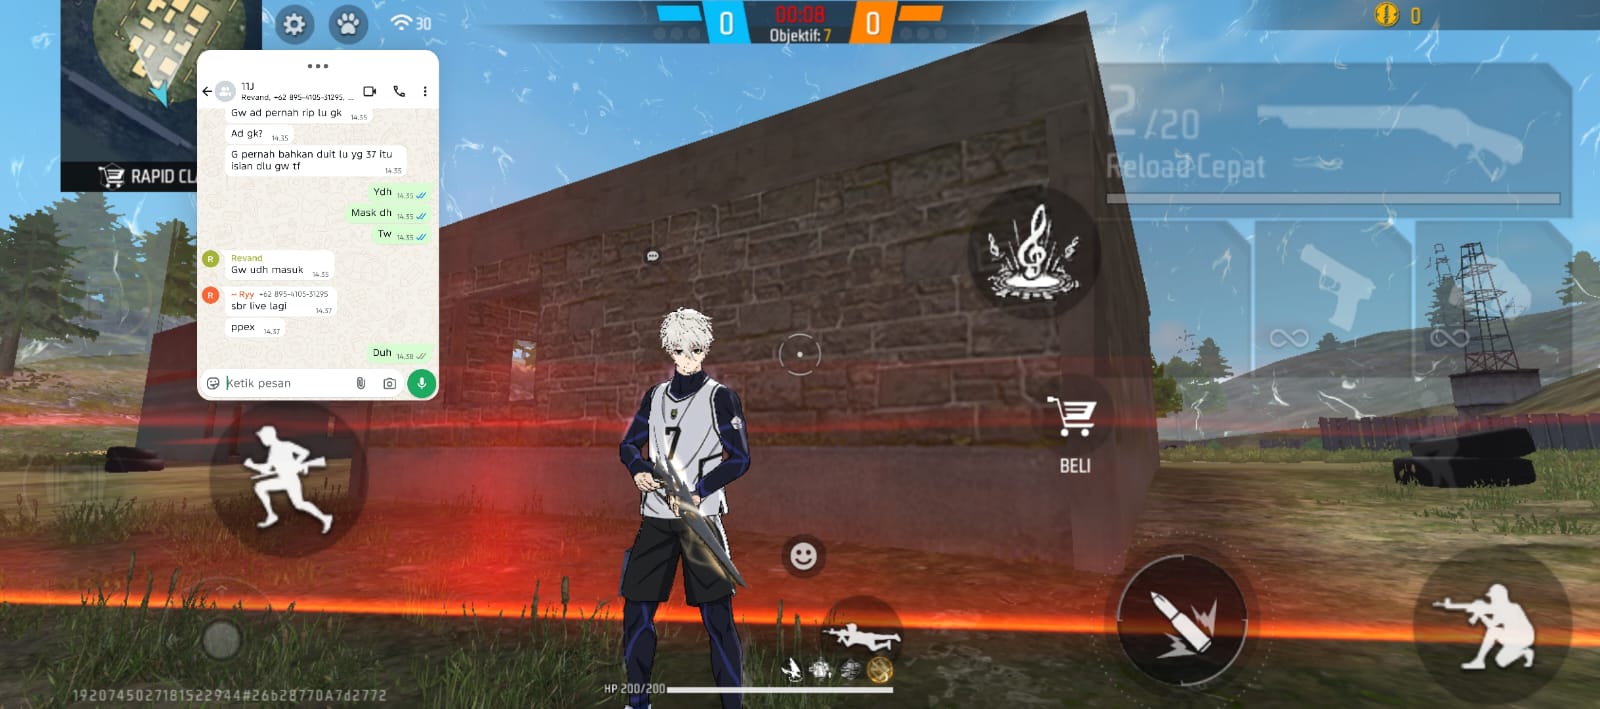 30
0
00:08
Objektif: 7
0
0
RAPID CL
11J
Revand, +62 895-4105-31295, ...
Gw ad pernah rip lu gk 14.35
Ad gk? 14.35
G pernah bahkan duit lu yg 37 itu
isian dlu gw tf 14.35
Ydh 14.35
Mask dh 14.35
Tw 14.35
R Revand
Gw udh masuk 14.35
R ~ Ryy +62 895-4105-31295
sbr live lagi 14.37
ppex 14.37
Duh 14.38
Ketik pesan
2/20
Reload Cepat
BELI
7
HP 200/200
1920745027181522944#26b28770A7d2772